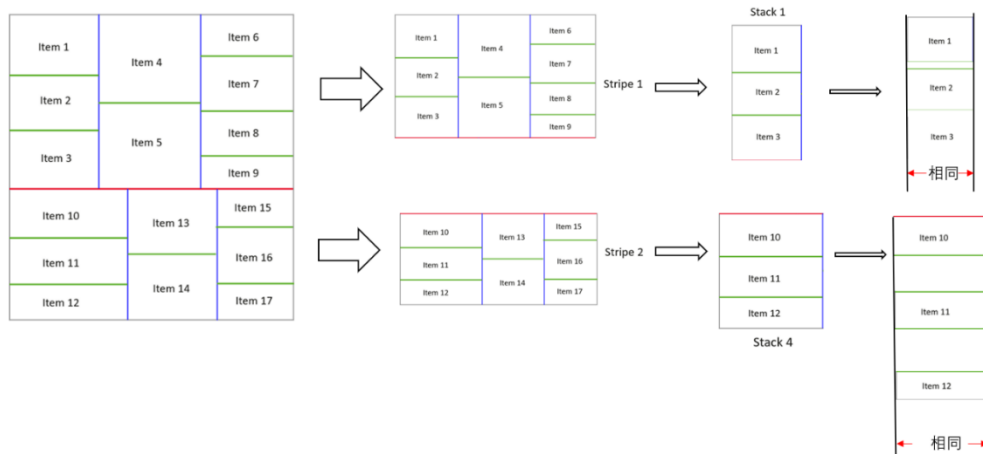 Item 1
Item 2
Item 3
Item 4
Item 5
Item 6
Item 7
Item 8
Item 9
Item 10
Item 11
Item 12
Item 13
Item 14
Item 15
Item 16
Item 17
Item 1
Item 2
Item 3
Item 4
Item 5
Item 6
Item 7
Item 8
Item 9
Stripe 1
Item 10
Item 11
Item 12
Item 13
Item 14
Item 15
Item 16
Item 17
Stripe 2
Stack 1
Item 1
Item 2
Item 3
Item 10
Item 11
Item 12
Stack 4
Item 1
Item 2
Item 3
相同
Item 10
Item 11
Item 12
相同